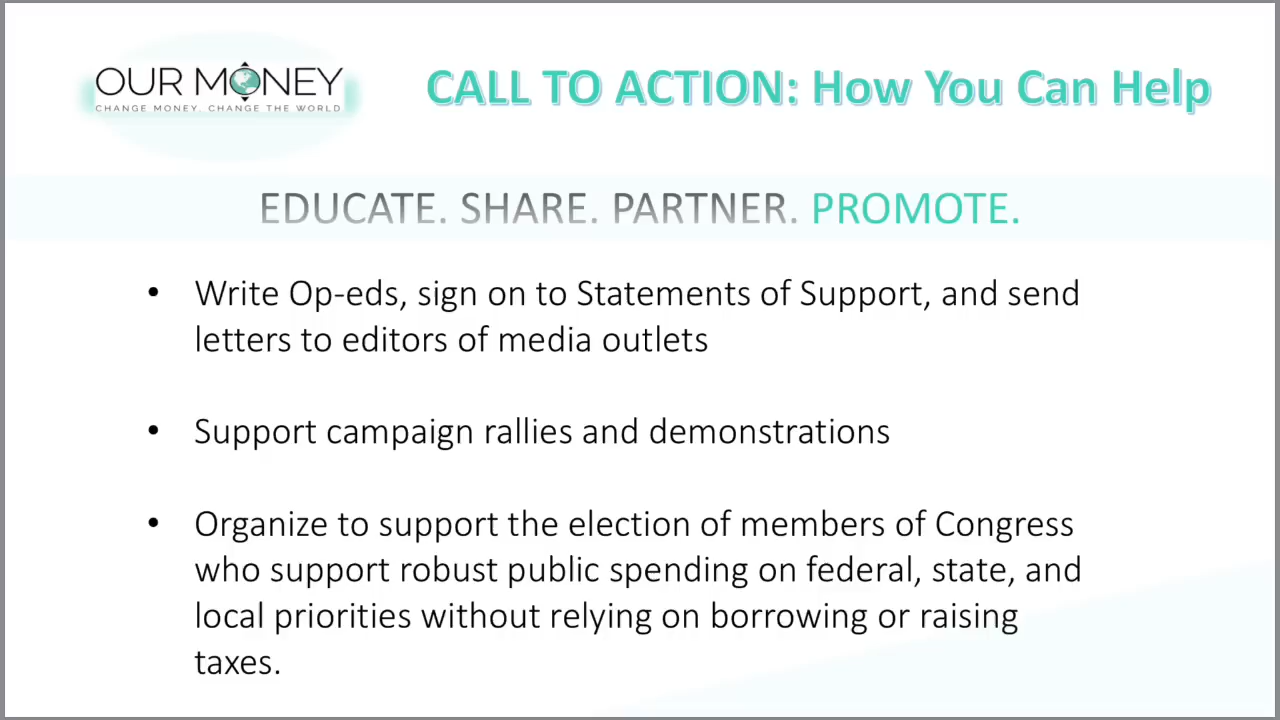 OUR MONEY
CHANGE MONEY. CHANGE THE WORLD.
CALL TO ACTION: How You Can Help
EDUCATE. SHARE. PARTNER. PROMOTE.
• Write Op-eds, sign on to Statements of Support, and send
letters to editors of media outlets
• Support campaign rallies and demonstrations
• Organize to support the election of members of Congress
who support robust public spending on federal, state, and
local priorities without relying on borrowing or raising
taxes.